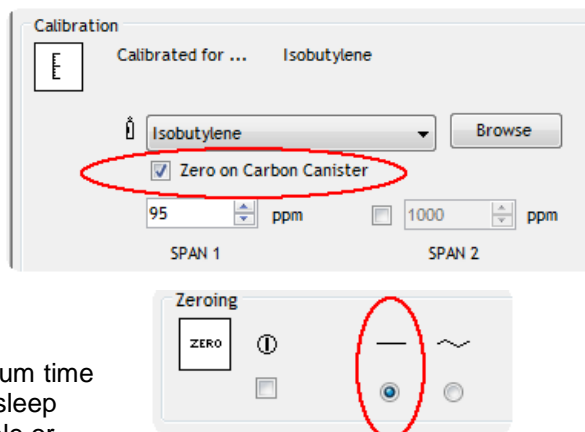 Calibration
Calibrated for ... Isobutylene
Isobutylene
Browse
Zero on Carbon Canister
95 ppm 1000 ppm
SPAN 1 SPAN 2
Zeroing
ZERO
um time
sleep